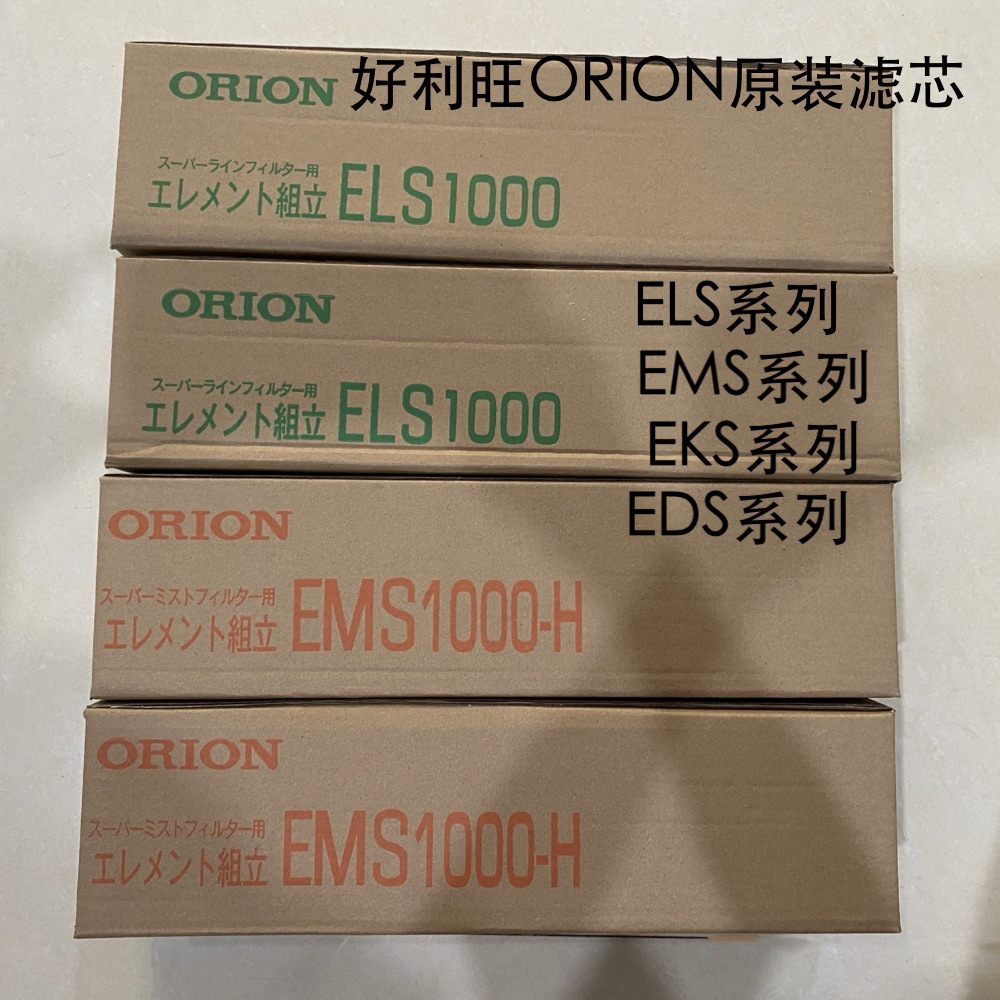 ORION 好利旺ORION原装滤芯
スーパーラインフィルター用
エレメント組立 ELS1000
ORION
ELS系列
EMS系列
スーパーラインフィルター用
エレメント組立 ELS1000
EKS系列
EDS系列
ORION
スーパーミストフィルター用
エレメント組立 EMS1000-H
ORION
スーパーミストフィルター用
エレメント組立 EMS1000-H